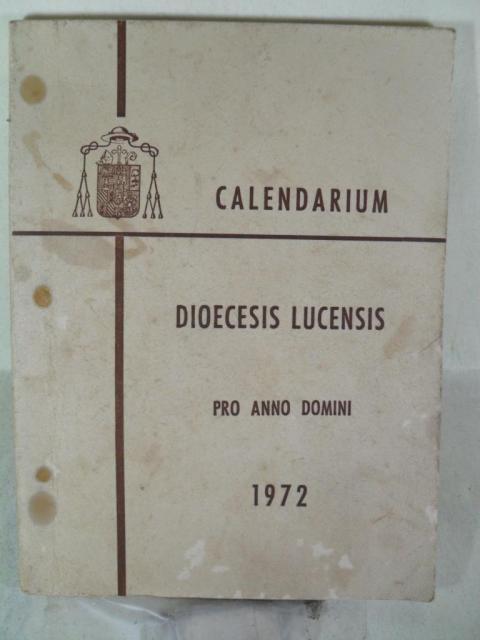 CALENDARIUM
DIOECESIS LUCENSIS
PRO ANNO DOMINI
1972